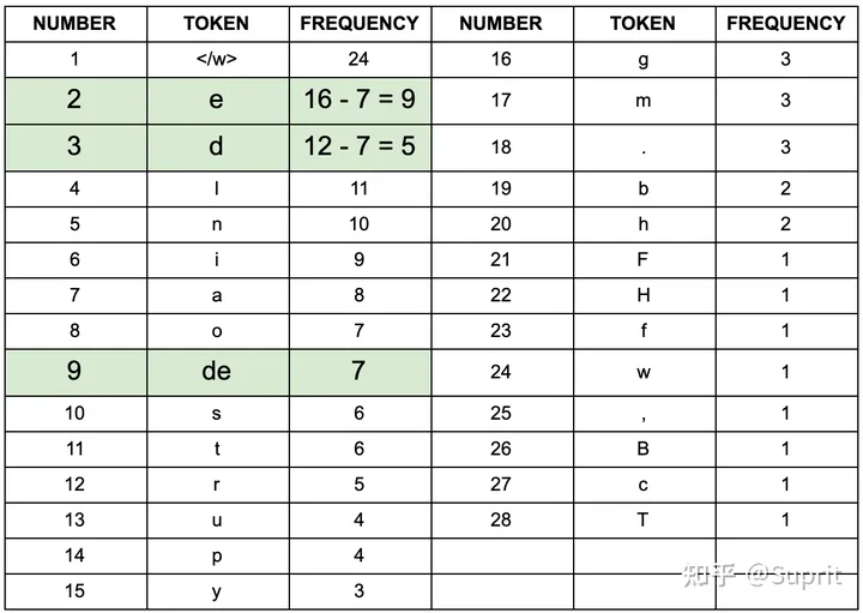 NUMBER TOKEN FREQUENCY NUMBER TOKEN FREQUENCY
1 </w> 24 16 g 3
2 e 16 - 7 = 9 17 m 3
3 d 12 - 7 = 5 18 . 3
4 l 11 19 b 2
5 n 10 20 h 2
6 i 9 21 F 1
7 a 8 22 H 1
8 o 7 23 f 1
9 de 7 24 w 1
10 s 6 25 , 1
11 t 6 26 B 1
12 r 5 27 c 1
13 u 4 28 T 1
14 p 4
15 y 3
知乎 @Suprit